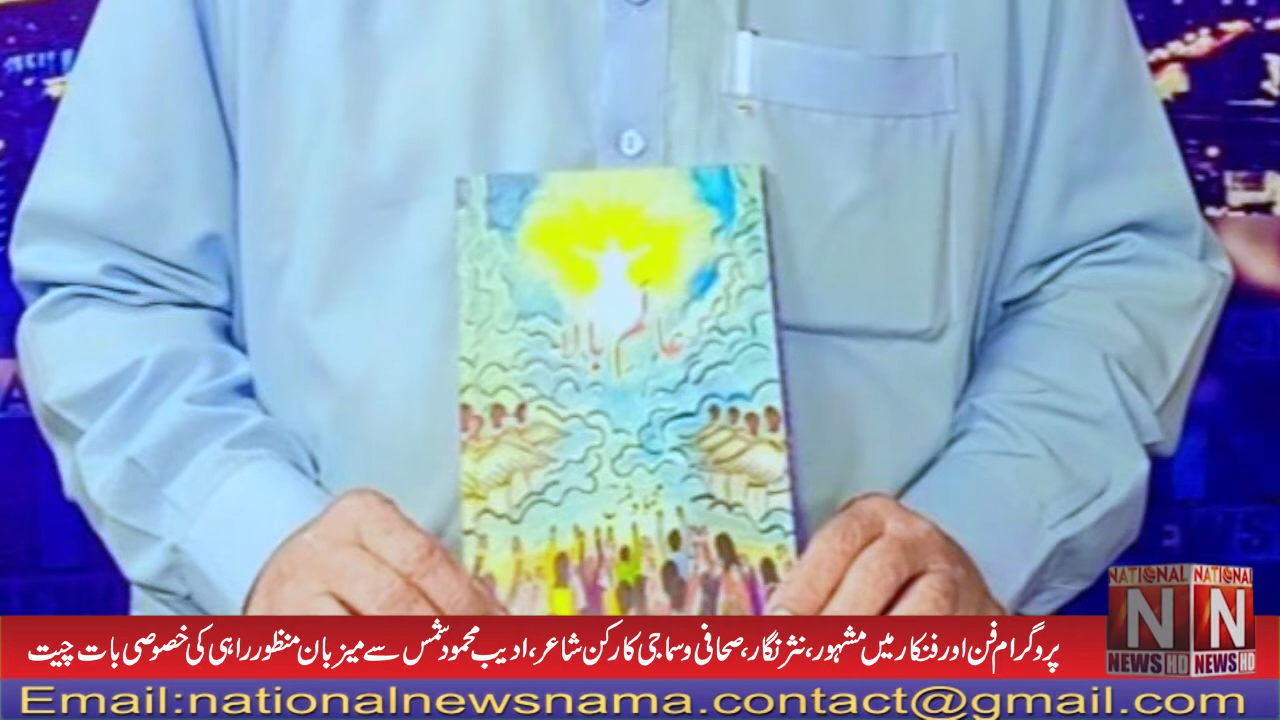 عالم بالا
NATIONAL NATIONAL
N N
NEWS HD NEWS HD
پروگرام فن اور فنکار میں مشہور، نثر نگار، صحافی و سماجی کارکن شاعر، ادیب محمود شمس سے میزبان منظور راہی کی خصوصی بات چیت
Email:nationalnewsnama.contact@gmail.com